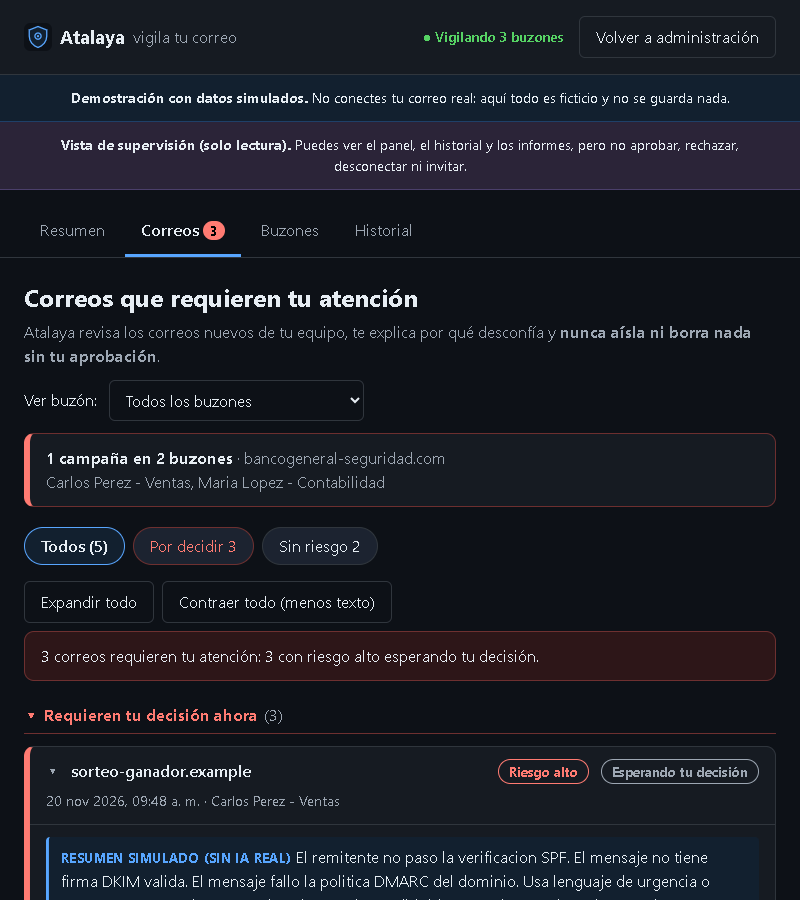 Atalaya vigila tu correo
● Vigilando 3 buzones
Volver a administración
Demostración con datos simulados. No conectes tu correo real: aquí todo es ficticio y no se guarda nada.
Vista de supervisión (solo lectura). Puedes ver el panel, el historial y los informes, pero no aprobar, rechazar,
desconectar ni invitar.
Resumen
Correos 3
Buzones
Historial
Correos que requieren tu atención
Atalaya revisa los correos nuevos de tu equipo, te explica por qué desconfía y nunca aísla ni borra nada
sin tu aprobación.
Ver buzón: Todos los buzones
1 campaña en 2 buzones · bancogeneral-seguridad.com
Carlos Perez - Ventas, Maria Lopez - Contabilidad
Todos (5)
Por decidir 3
Sin riesgo 2
Expandir todo
Contraer todo (menos texto)
3 correos requieren tu atención: 3 con riesgo alto esperando tu decisión.
▾ Requieren tu decisión ahora (3)
▾ sorteo-ganador.example
Riesgo alto
Esperando tu decisión
20 nov 2026, 09:48 a. m. · Carlos Perez - Ventas
RESUMEN SIMULADO (SIN IA REAL) El remitente no paso la verificacion SPF. El mensaje no tiene
firma DKIM valida. El mensaje fallo la politica DMARC del dominio. Usa lenguaje de urgencia o